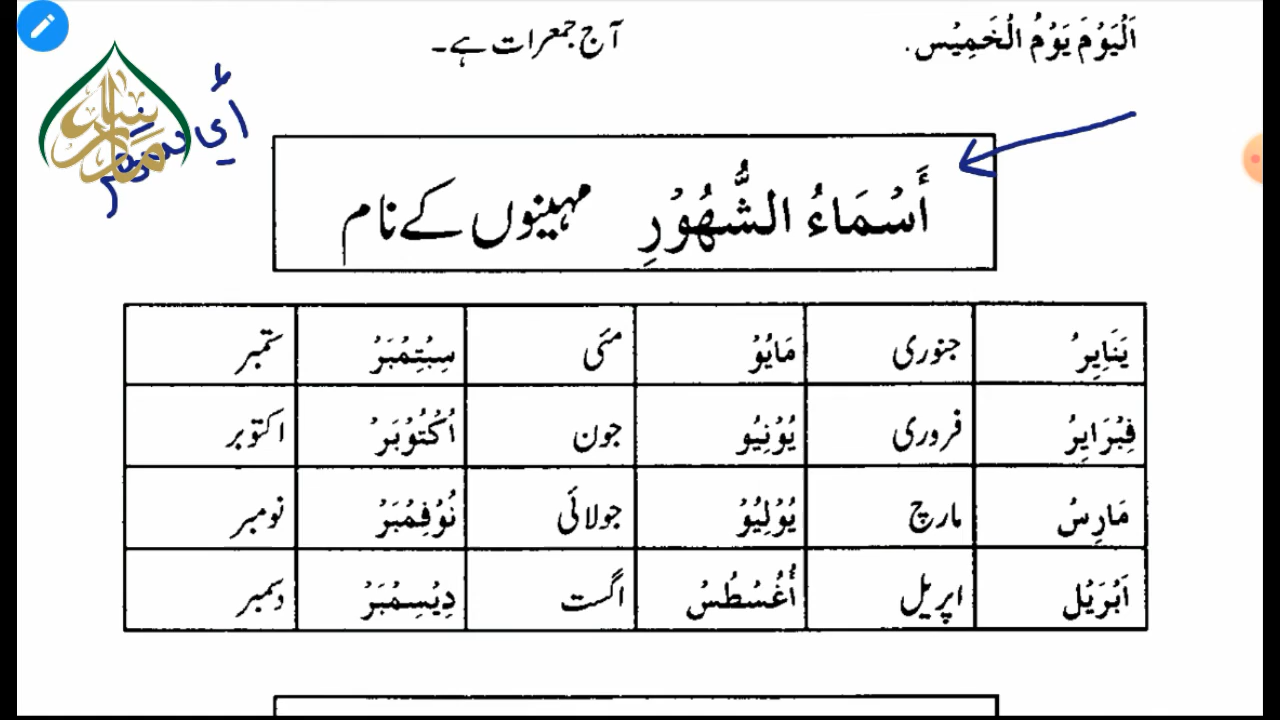 اَلْيَوْمَ يَوْمُ الْخَمِيْس. آج جمعرات ہے۔
أَسْمَاءُ الشُّهُوْرِ مہینوں کے نام
يَنَايِرُ جنوری مَايُوْ مئی سِبْتِمْبَرُ ستمبر
فِبْرَايِرُ فروری يُوْنِيُو جون اُكْتُوْبَرْ اکتوبر
مَارِسْ مارچ يُوْلِيُوْ جولائی نُوْفِمْبَرْ نومبر
اَبْرَيْل اپریل أُغُسْطُسْ اگست دِيْسِمْبَرْ دسمبر